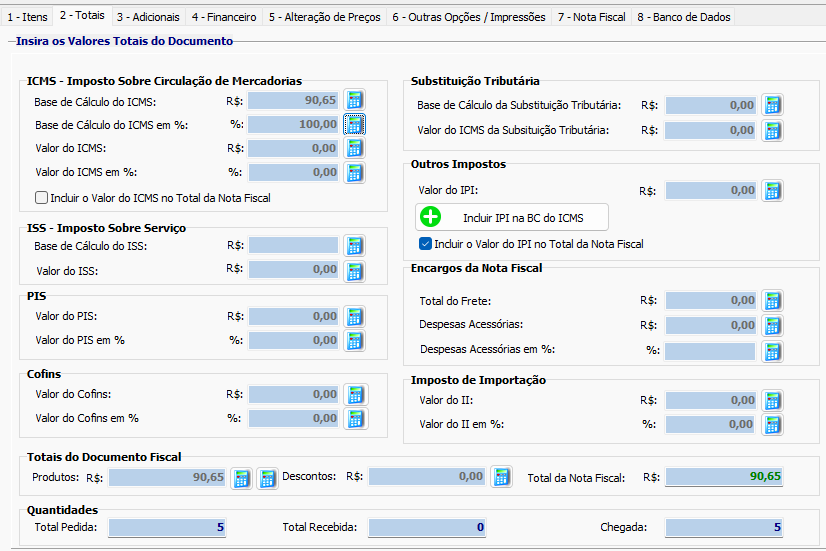 1 - Itens 2 - Totais 3 - Adicionais 4 - Financeiro 5 - Alteração de Preços 6 - Outras Opções / Impressões 7 - Nota Fiscal 8 - Banco de Dados
Insira os Valores Totais do Documento
ICMS - Imposto Sobre Circulação de Mercadorias
Base de Cálculo do ICMS: R$: 90,65
Base de Cálculo do ICMS em %: %: 100,00
Valor do ICMS: R$: 0,00
Valor do ICMS em %: %: 0,00
Incluir o Valor do ICMS no Total da Nota Fiscal
ISS - Imposto Sobre Serviço
Base de Cálculo do ISS: R$:
Valor do ISS: R$: 0,00
PIS
Valor do PIS: R$: 0,00
Valor do PIS em % %: 0,00
Cofins
Valor do Cofins: R$: 0,00
Valor do Cofins em % %: 0,00
Substituição Tributária
Base de Cálculo da Substituição Tributária: R$: 0,00
Valor do ICMS da Subsituição Tributária: R$: 0,00
Outros Impostos
Valor do IPI: R$: 0,00
Incluir IPI na BC do ICMS
Incluir o Valor do IPI no Total da Nota Fiscal
Encargos da Nota Fiscal
Total do Frete: R$: 0,00
Despesas Acessórias: R$: 0,00
Despesas Acessórias em %: %:
Imposto de Importação
Valor do II: R$: 0,00
Valor do II em %: %: 0,00
Totais do Documento Fiscal
Produtos: R$: 90,65 Descontos: R$: 0,00 Total da Nota Fiscal: R$: 90,65
Quantidades
Total Pedida: 5 Total Recebida: 0 Chegada: 5